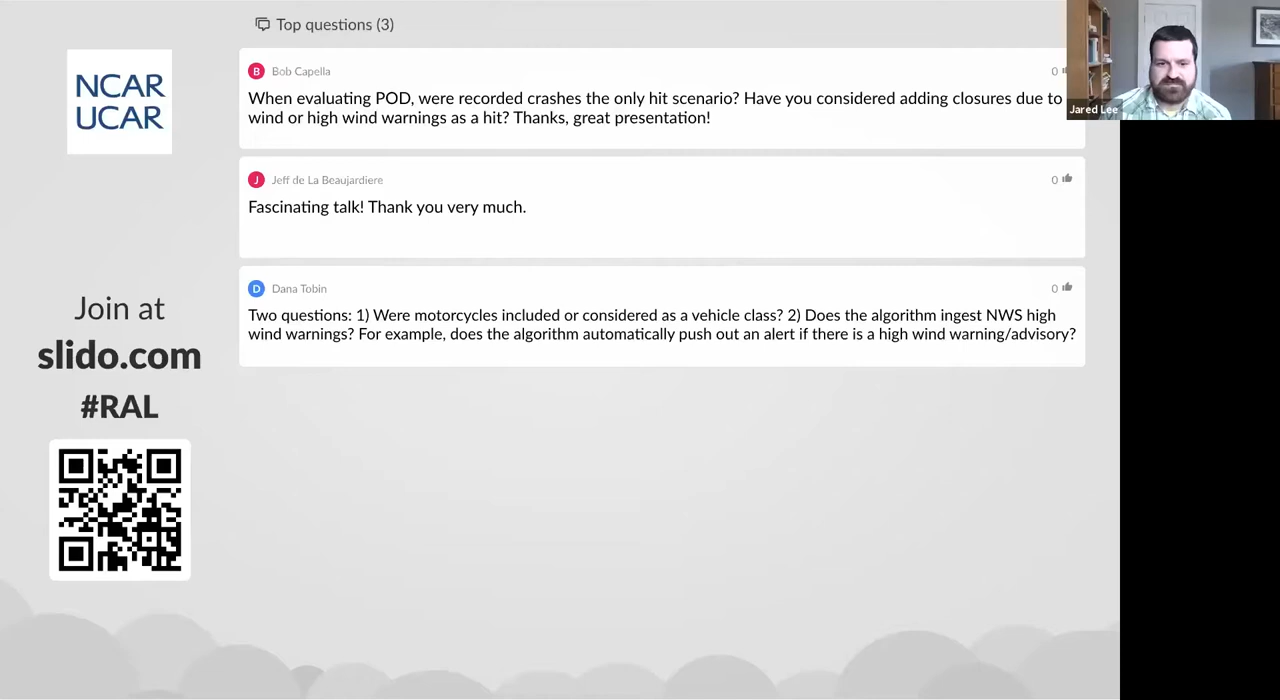 Top questions (3)
NCAR
UCAR
B Bob Capella 0
When evaluating POD, were recorded crashes the only hit scenario? Have you considered adding closures due to
wind or high wind warnings as a hit? Thanks, great presentation!
Jared Lee
J Jeff de La Beaujardiere 0
Fascinating talk! Thank you very much.
D Dana Tobin 0
Two questions: 1) Were motorcycles included or considered as a vehicle class? 2) Does the algorithm ingest NWS high
wind warnings? For example, does the algorithm automatically push out an alert if there is a high wind warning/advisory?
Join at
slido.com
#RAL